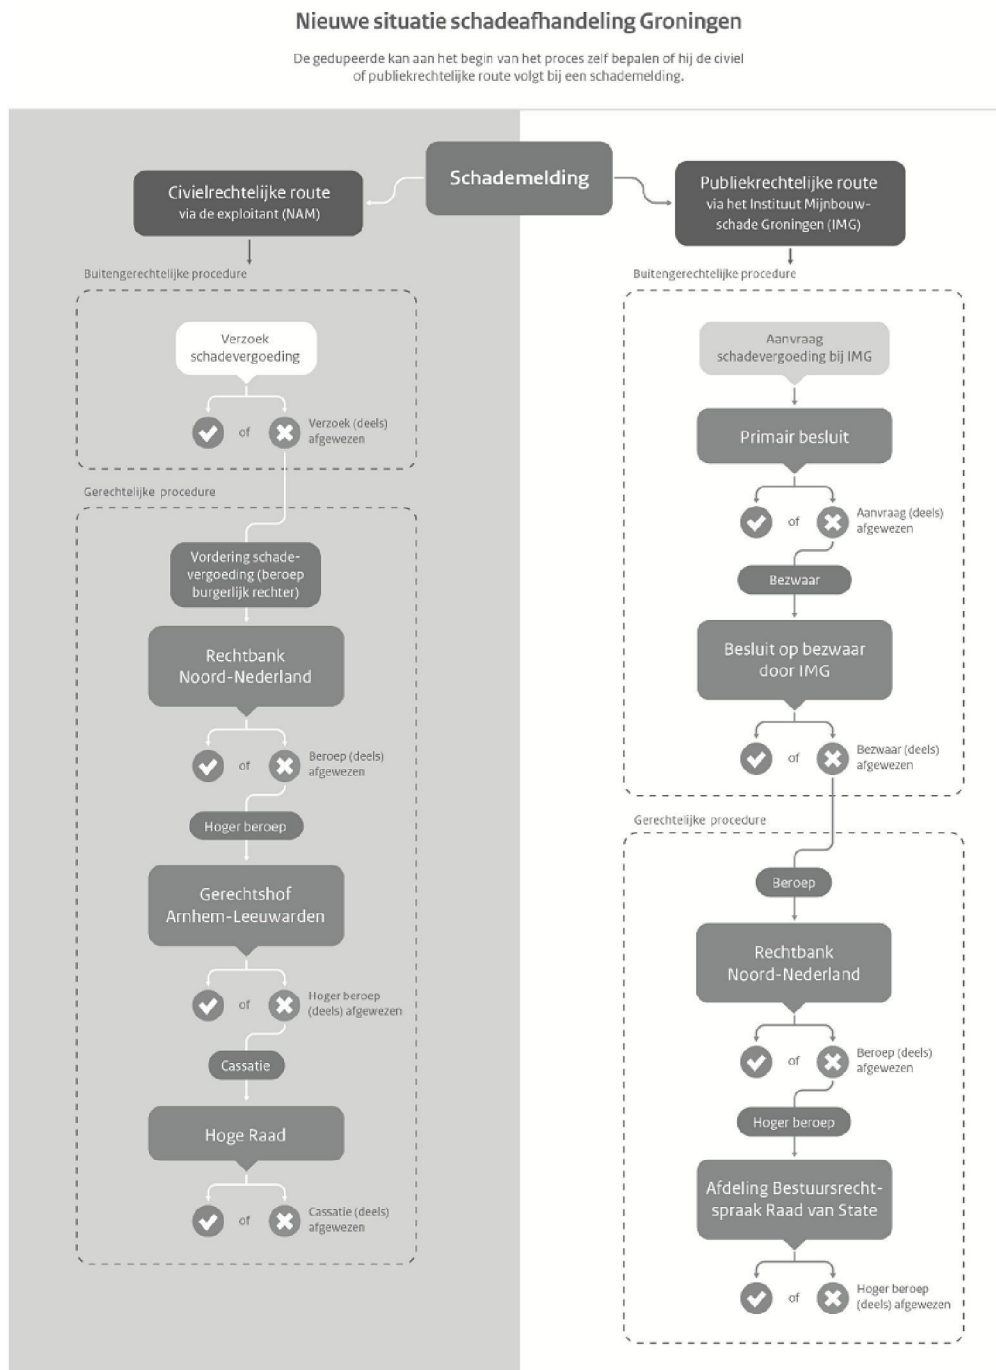 Nieuwe situatie schadeafhandeling Groningen
De gedupeerde kan aan het begin van het proces zelf bepalen of hij de civiel
of publiekrechtelijke route volgt bij een schademelding.
Schademelding
Civielrechtelijke route
via de exploitant (NAM)
Buitengerechtelijke procedure
Verzoek
schadevergoeding
of
Verzoek (deels)
afgewezen
Gerechtelijke procedure
Vordering schade-
vergoeding (beroep
burgerlijk rechter)
Rechtbank
Noord-Nederland
of
Beroep (deels)
afgewezen
Hoger beroep
Gerechtshof
Arnhem-Leeuwarden
of
Hoger beroep
(deels) afgewezen
Cassatie
Hoge Raad
of
Cassatie (deels)
afgewezen
Publiekrechtelijke route
via het Instituut Mijnbouw-
schade Groningen (IMG)
Buitengerechtelijke procedure
Aanvraag
schadevergoeding bij IMG
Primair besluit
of
Aanvraag (deels)
afgewezen
Bezwaar
Besluit op bezwaar
door IMG
of
Bezwaar (deels)
afgewezen
Gerechtelijke procedure
Beroep
Rechtbank
Noord-Nederland
of
Beroep (deels)
afgewezen
Hoger beroep
Afdeling Bestuursrecht-
spraak Raad van State
of
Hoger beroep
(deels) afgewezen